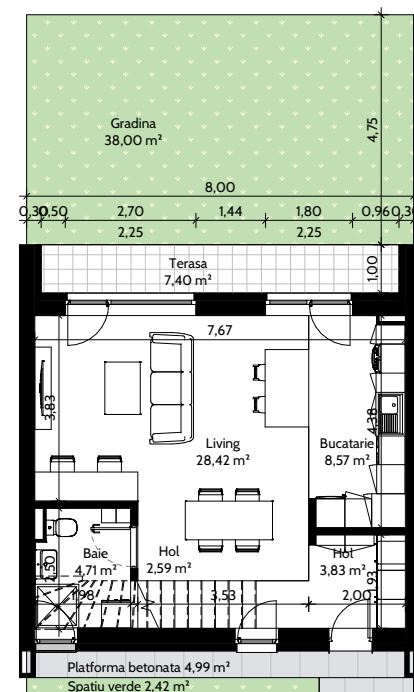 Gradina
38,00 m²
4,75
8,00
0,30 0,50 2,70 1,44 1,80 0,96 0,30
2,25 2,25
Terasa
7,40 m²
1,00
7,67
3,83
4,38
Living
28,42 m²
Bucatarie
8,57 m²
Baie
4,71 m²
Hol
2,59 m²
Hol
3,83 m²
2,50
1,93
1,98 3,53 2,00
Platforma betonata 4,99 m²
Spatiu verde 2,42 m²